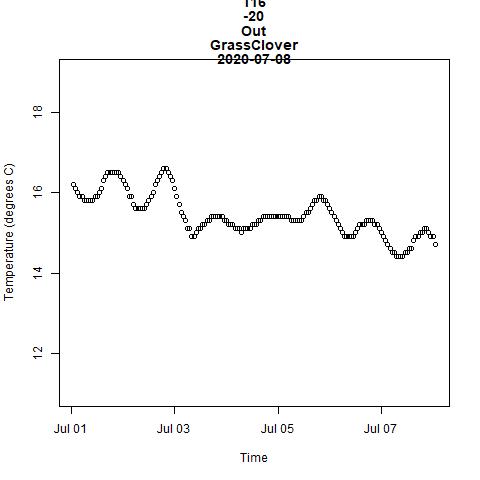 T16
-20
Out
GrassClover
2020-07-08
Temperature (degrees C)
18
16
14
12
Jul 01
Jul 03
Jul 05
Jul 07
Time